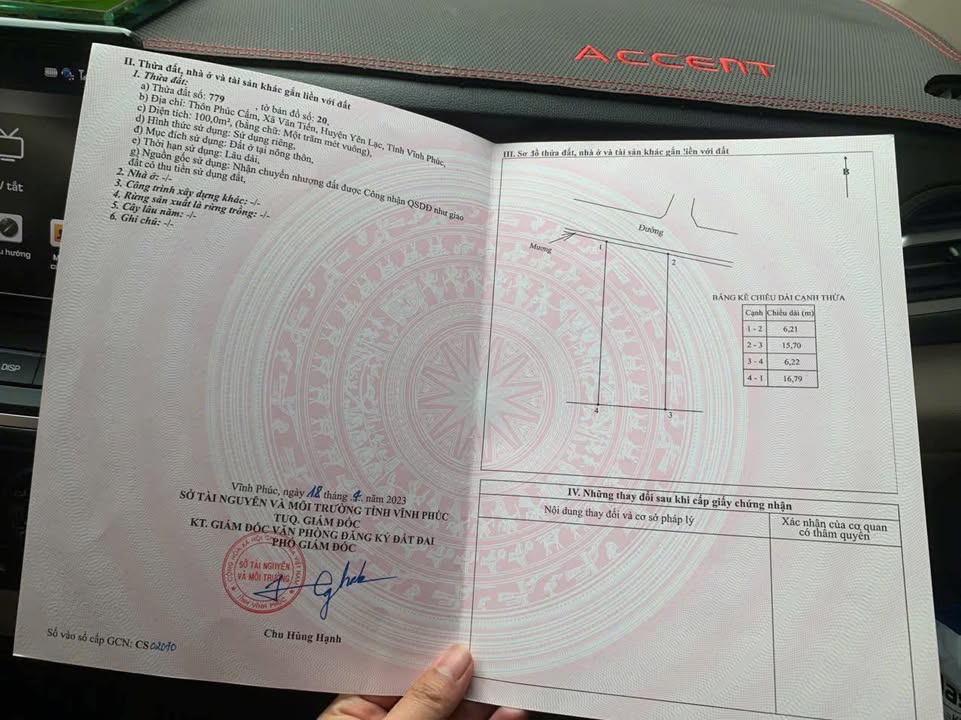 ACCENT
/ tắt
DISP
II. Thửa đất, nhà ở và tài sản khác gắn liền với đất
1. Thửa đất:
a) Thửa đất số: 779 , tờ bản đồ số: 20,
b) Địa chỉ: Thôn Phúc Cẩm, Xã Văn Tiến, Huyện Yên Lạc, Tỉnh Vĩnh Phúc,
c) Diện tích: 100,0m², (bằng chữ: Một trăm mét vuông),
d) Hình thức sử dụng: Sử dụng riêng,
đ) Mục đích sử dụng: Đất ở tại nông thôn,
e) Thời hạn sử dụng: Lâu dài,
g) Nguồn gốc sử dụng: Nhận chuyển nhượng đất được Công nhận QSDĐ như giao
đất có thu tiền sử dụng đất,
2. Nhà ở: -/-
3. Công trình xây dựng khác: -/-
4. Rừng sản xuất là rừng trồng: -/-
5. Cây lâu năm: -/-
6. Ghi chú: -/-
Vĩnh Phúc, ngày 18 tháng 9 năm 2023
SỞ TÀI NGUYÊN VÀ MÔI TRƯỜNG TỈNH VĨNH PHÚC
TUQ. GIÁM ĐỐC
KT. GIÁM ĐỐC VĂN PHÒNG ĐĂNG KÝ ĐẤT ĐAI
PHÓ GIÁM ĐỐC
SỞ TÀI NGUYÊN
VÀ MÔI TRƯỜNG
TỈNH VĨNH PHÚC
Chu Hùng Hạnh
Số vào sổ cấp GCN: CS02070
III. Sơ đồ thửa đất, nhà ở và tài sản khác gắn liền với đất
B
Đường
Mương
1
2
4
3
BẢNG KÊ CHIỀU DÀI CẠNH THỬA
Cạnh Chiều dài (m)
1 - 2 6,21
2 - 3 15,70
3 - 4 6,22
4 - 1 16,79
IV. Những thay đổi sau khi cấp giấy chứng nhận
Nội dung thay đổi và cơ sở pháp lý
Xác nhận của cơ quan
có thẩm quyền